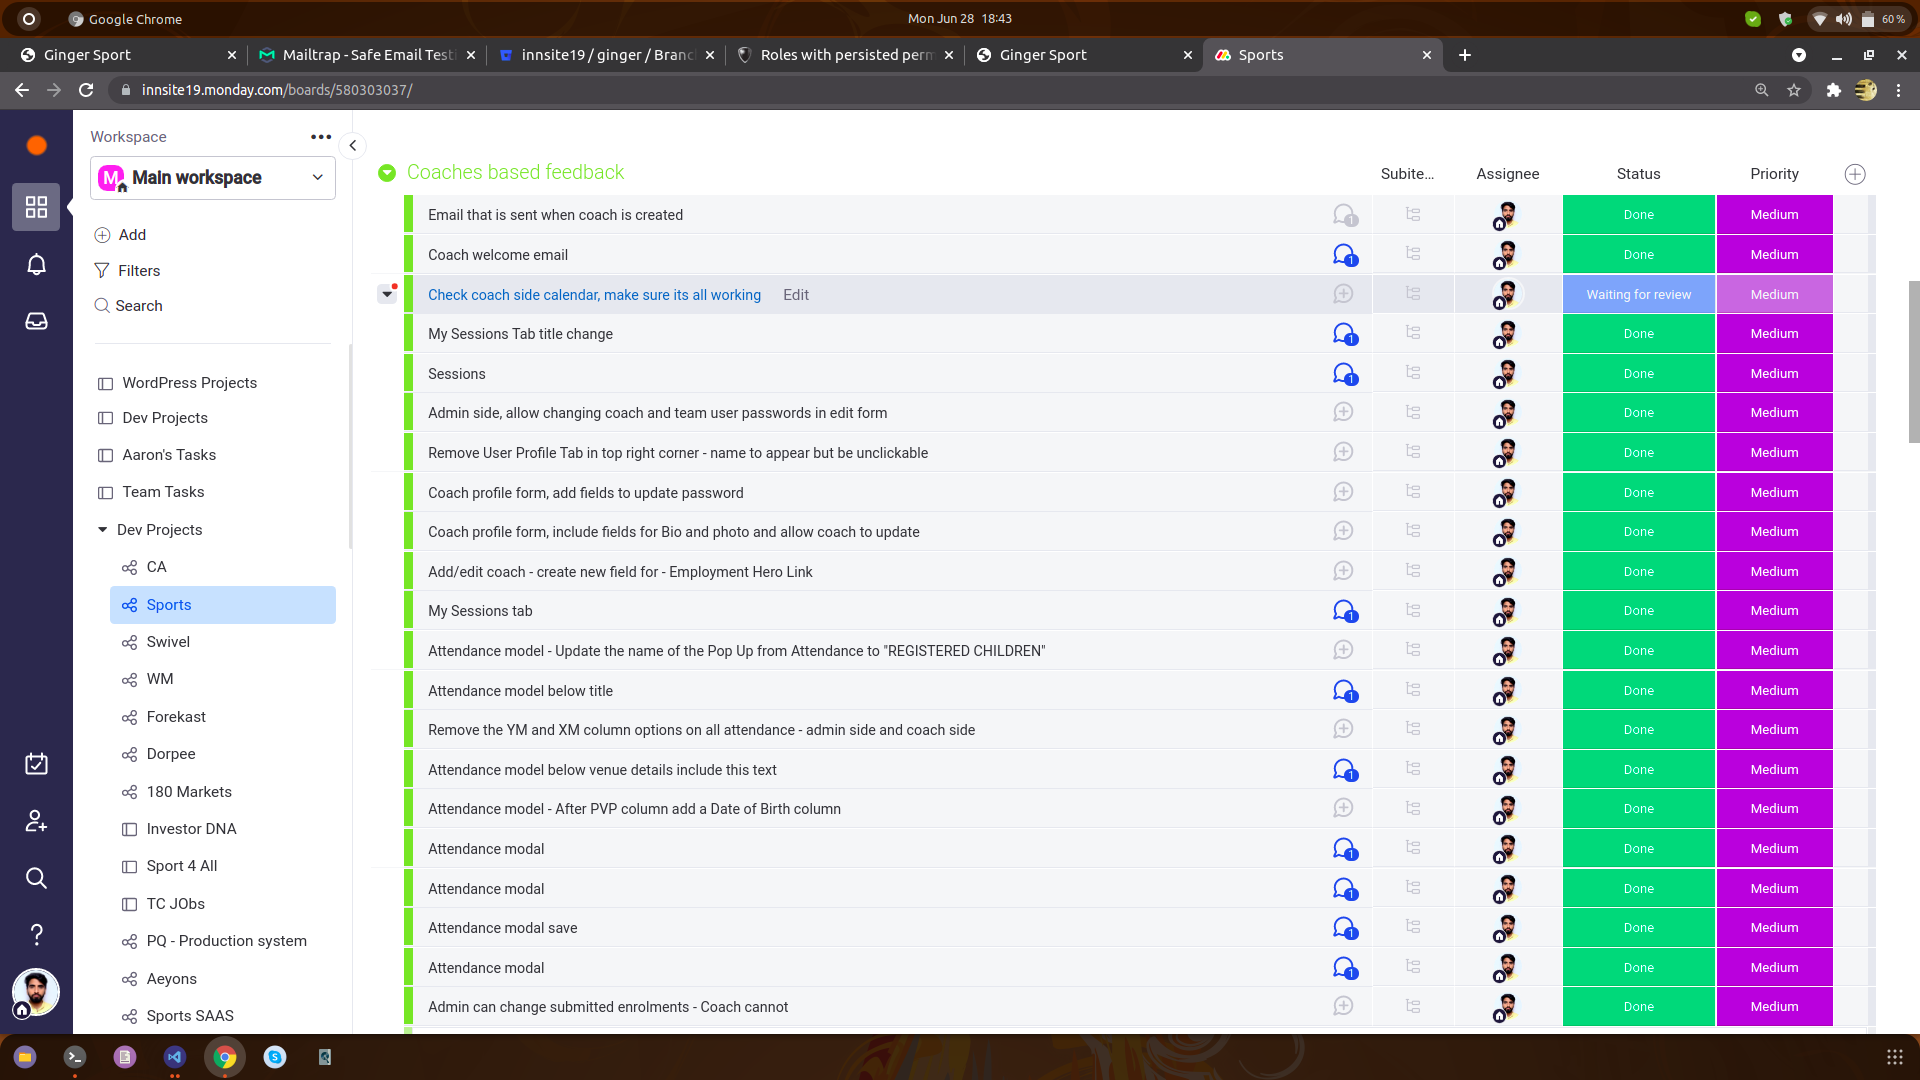 Google Chrome
Mon Jun 28 18:43
60 %
Ginger Sport
Mailtrap - Safe Email Testi
innsite19 / ginger / Branc
Roles with persisted perm
Ginger Sport
Sports
innsite19.monday.com/boards/580303037/
Workspace
M Main workspace
Add
Filters
Search
WordPress Projects
Dev Projects
Aaron's Tasks
Team Tasks
Dev Projects
CA
Sports
Swivel
WM
Forekast
Dorpee
180 Markets
Investor DNA
Sport 4 All
TC JObs
PQ - Production system
Aeyons
Sports SAAS
Coaches based feedback Subite... Assignee Status Priority
Email that is sent when coach is created 1 Done Medium
Coach welcome email 1 Done Medium
Check coach side calendar, make sure its all working Edit Waiting for review Medium
My Sessions Tab title change 1 Done Medium
Sessions 1 Done Medium
Admin side, allow changing coach and team user passwords in edit form Done Medium
Remove User Profile Tab in top right corner - name to appear but be unclickable Done Medium
Coach profile form, add fields to update password Done Medium
Coach profile form, include fields for Bio and photo and allow coach to update Done Medium
Add/edit coach - create new field for - Employment Hero Link Done Medium
My Sessions tab 1 Done Medium
Attendance model - Update the name of the Pop Up from Attendance to "REGISTERED CHILDREN" Done Medium
Attendance model below title 1 Done Medium
Remove the YM and XM column options on all attendance - admin side and coach side Done Medium
Attendance model below venue details include this text 1 Done Medium
Attendance model - After PVP column add a Date of Birth column Done Medium
Attendance modal 1 Done Medium
Attendance modal 1 Done Medium
Attendance modal save 1 Done Medium
Attendance modal 1 Done Medium
Admin can change submitted enrolments - Coach cannot Done Medium